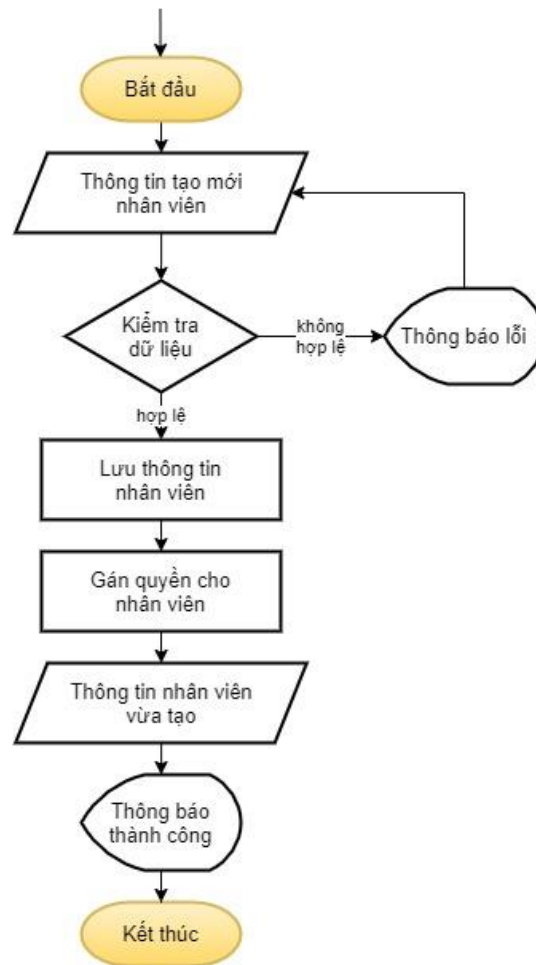 Bắt đầu
Thông tin tạo mới
nhân viên
Kiểm tra
dữ liệu
không
hợp lệ
Thông báo lỗi
hợp lệ
Lưu thông tin
nhân viên
Gán quyền cho
nhân viên
Thông tin nhân viên
vừa tạo
Thông báo
thành công
Kết thúc